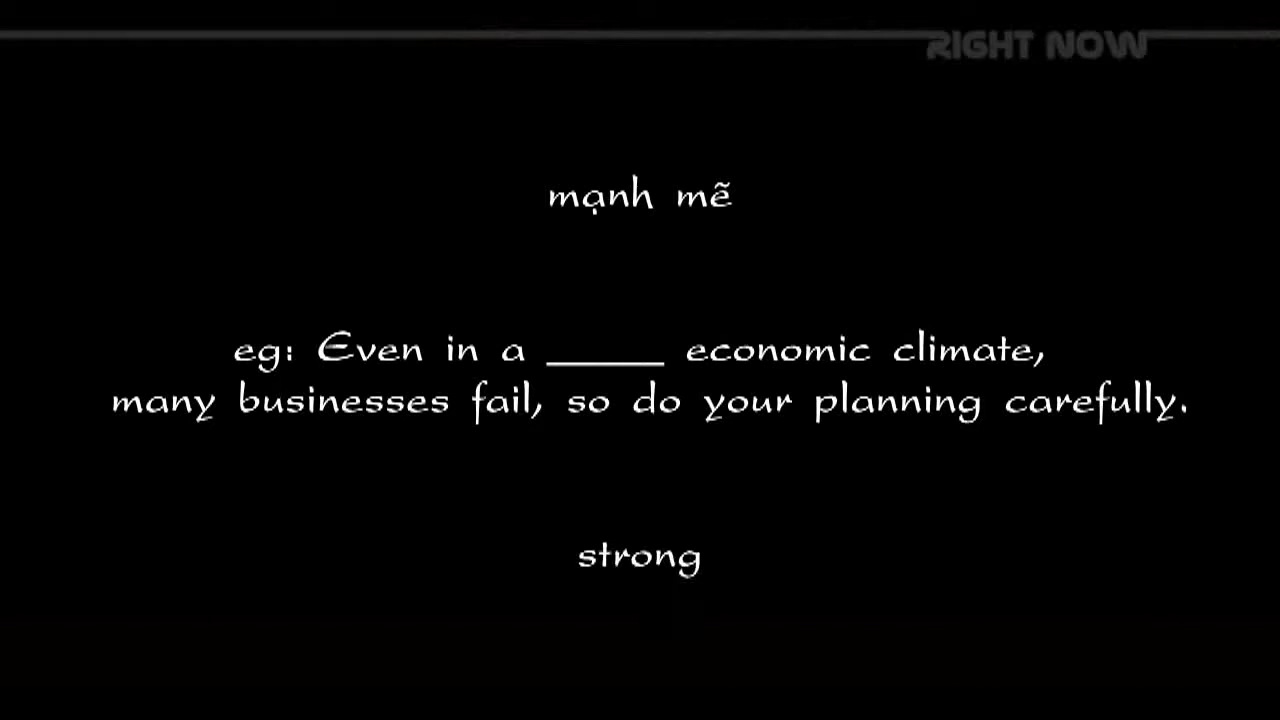 RIGHT NOW
mạnh mẽ
eg: Even in a _____ economic climate,
many businesses fail, so do your planning carefully.
strong